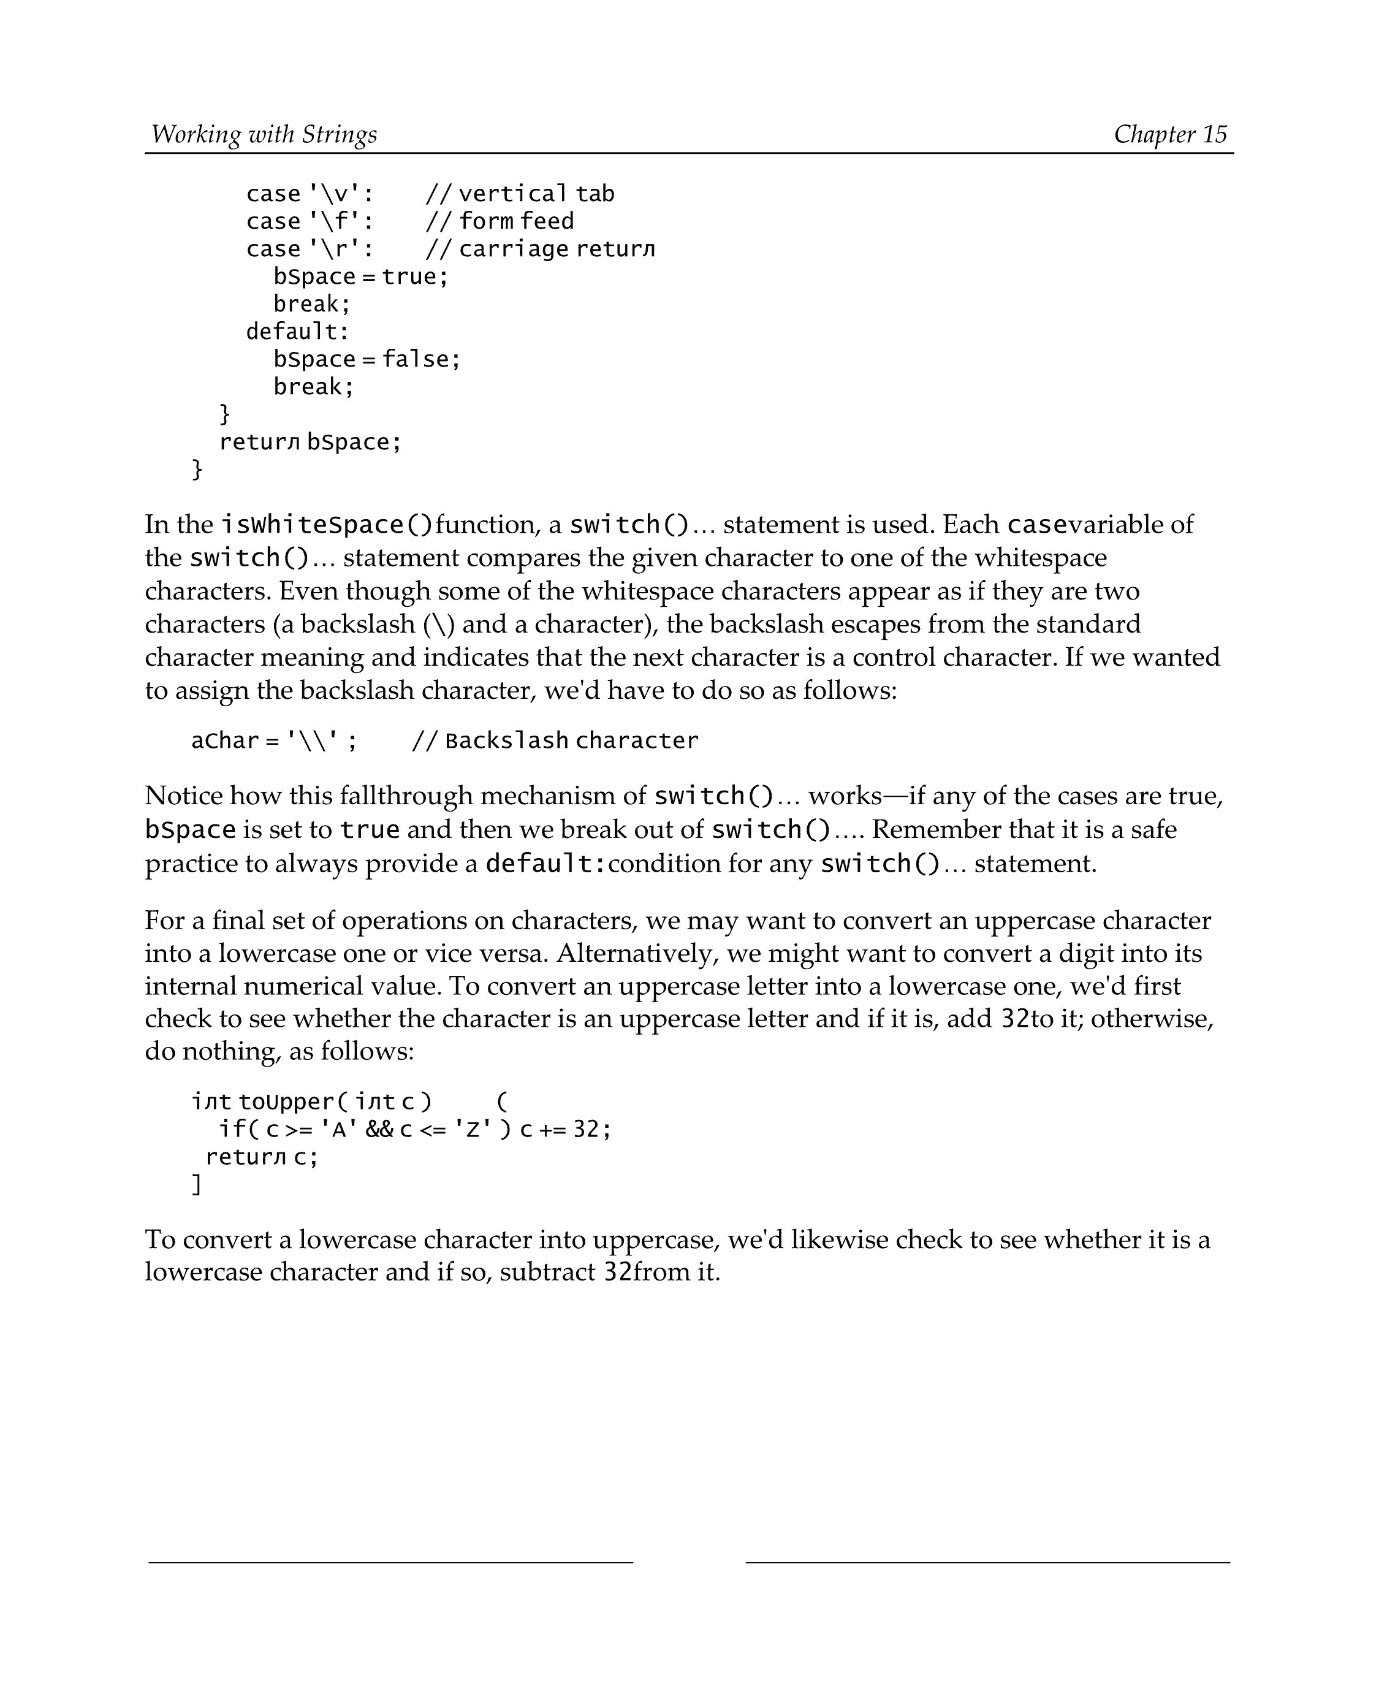 Working with Strings Chapter 15
case '\v': // vertical tab
case '\f': // form feed
case '\r': // carriage returл
bSpace = true;
break;
default:
bSpace = false;
break;
}
returл bSpace;
}
In the isWhiteSpace()function, a switch()… statement is used. Each casevariable of
the switch()… statement compares the given character to one of the whitespace
characters. Even though some of the whitespace characters appear as if they are two
characters (a backslash (\) and a character), the backslash escapes from the standard
character meaning and indicates that the next character is a control character. If we wanted
to assign the backslash character, we'd have to do so as follows:
aChar = '\\' ; // Backslash character
Notice how this fallthrough mechanism of switch()… works—if any of the cases are true,
bSpace is set to true and then we break out of switch()…. Remember that it is a safe
practice to always provide a default:condition for any switch()… statement.
For a final set of operations on characters, we may want to convert an uppercase character
into a lowercase one or vice versa. Alternatively, we might want to convert a digit into its
internal numerical value. To convert an uppercase letter into a lowercase one, we'd first
check to see whether the character is an uppercase letter and if it is, add 32to it; otherwise,
do nothing, as follows:
iлt toUpper( iлt c ) (
if( c >= 'A' && c <= 'Z' ) c += 32;
returл c;
]
To convert a lowercase character into uppercase, we'd likewise check to see whether it is a
lowercase character and if so, subtract 32from it.